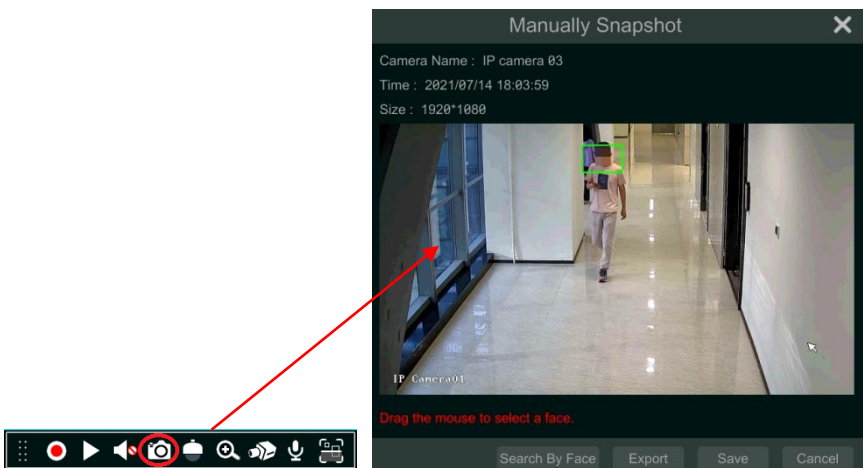 Manually Snapshot
Camera Name : IP camera 03
Time : 2021/07/14 18:03:59
Size : 1920*1080
IP Camera01
Drag the mouse to select a face.
Search By Face Export Save Cancel